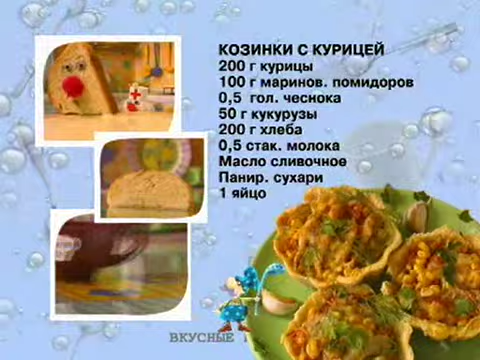 КОЗИНКИ С КУРИЦЕЙ
200 г курицы
100 г маринов. помидоров
0,5 гол. чеснока
50 г кукурузы
200 г хлеба
0,5 стак. молока
Масло сливочное
Панир. сухари
1 яйцо
ВКУСНЫЕ